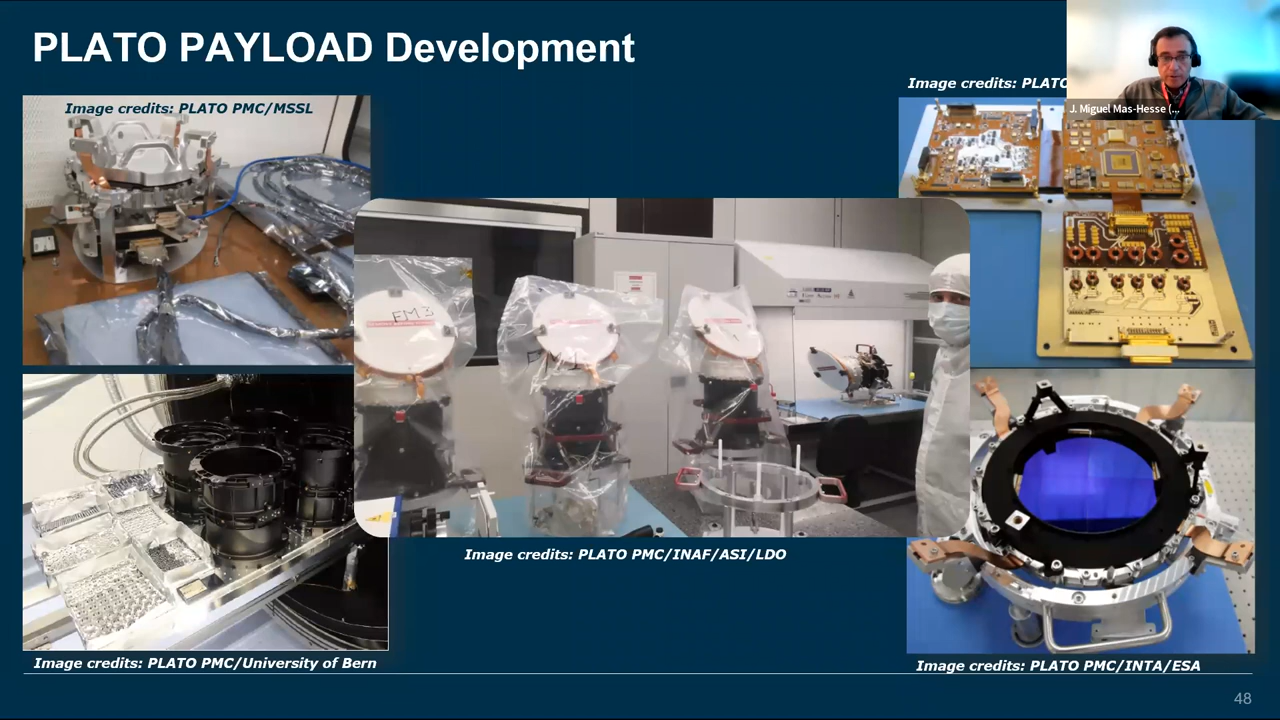 PLATO PAYLOAD Development
Image credits: PLATO PMC/MSSL
Image credits: PLATO
J. Miguel Mas-Hesse (...
FM3
Image credits: PLATO PMC/INAF/ASI/LDO
Image credits: PLATO PMC/University of Bern
Image credits: PLATO PMC/INTA/ESA
48